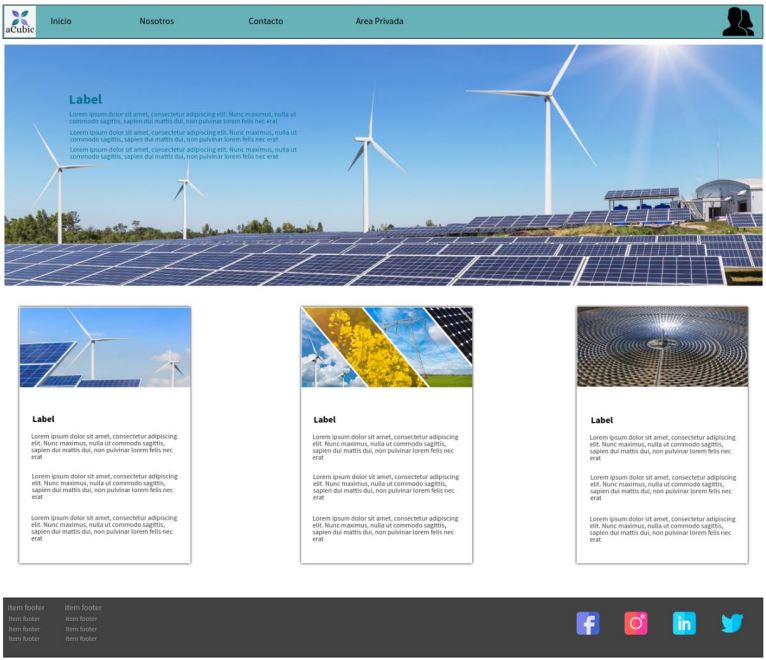 aCubic
Inicio
Nosotros
Contacto
Area Privada
Label
Lorem ipsum dolor sit amet, consectetur adipiscing elit. Nunc maximus, nulla ut
commodo sagittis, sapien dui mattis dui, non pulvinar lorem felis nec erat
Lorem ipsum dolor sit amet, consectetur adipiscing elit. Nunc maximus, nulla ut
commodo sagittis, sapien dui mattis dui, non pulvinar lorem felis nec erat
Lorem ipsum dolor sit amet, consectetur adipiscing elit. Nunc maximus, nulla ut
commodo sagittis, sapien dui mattis dui, non pulvinar lorem felis nec erat
Label
Lorem ipsum dolor sit amet, consectetur adipiscing
elit. Nunc maximus, nulla ut commodo sagittis,
sapien dui mattis dui, non pulvinar lorem felis nec
erat
Lorem ipsum dolor sit amet, consectetur adipiscing
elit. Nunc maximus, nulla ut commodo sagittis,
sapien dui mattis dui, non pulvinar lorem felis nec
erat
Lorem ipsum dolor sit amet, consectetur adipiscing
elit. Nunc maximus, nulla ut commodo sagittis,
sapien dui mattis dui, non pulvinar lorem felis nec
erat
Label
Lorem ipsum dolor sit amet, consectetur adipiscing
elit. Nunc maximus, nulla ut commodo sagittis,
sapien dui mattis dui, non pulvinar lorem felis nec
erat
Lorem ipsum dolor sit amet, consectetur adipiscing
elit. Nunc maximus, nulla ut commodo sagittis,
sapien dui mattis dui, non pulvinar lorem felis nec
erat
Lorem ipsum dolor sit amet, consectetur adipiscing
elit. Nunc maximus, nulla ut commodo sagittis,
sapien dui mattis dui, non pulvinar lorem felis nec
erat
Label
Lorem ipsum dolor sit amet, consectetur adipiscing
elit. Nunc maximus, nulla ut commodo sagittis,
sapien dui mattis dui, non pulvinar lorem felis nec
erat
Lorem ipsum dolor sit amet, consectetur adipiscing
elit. Nunc maximus, nulla ut commodo sagittis,
sapien dui mattis dui, non pulvinar lorem felis nec
erat
Lorem ipsum dolor sit amet, consectetur adipiscing
elit. Nunc maximus, nulla ut commodo sagittis,
sapien dui mattis dui, non pulvinar lorem felis nec
erat
Item footer
Item footer
Item footer
Item footer
Item footer
Item footer
Item footer
Item footer
f
in